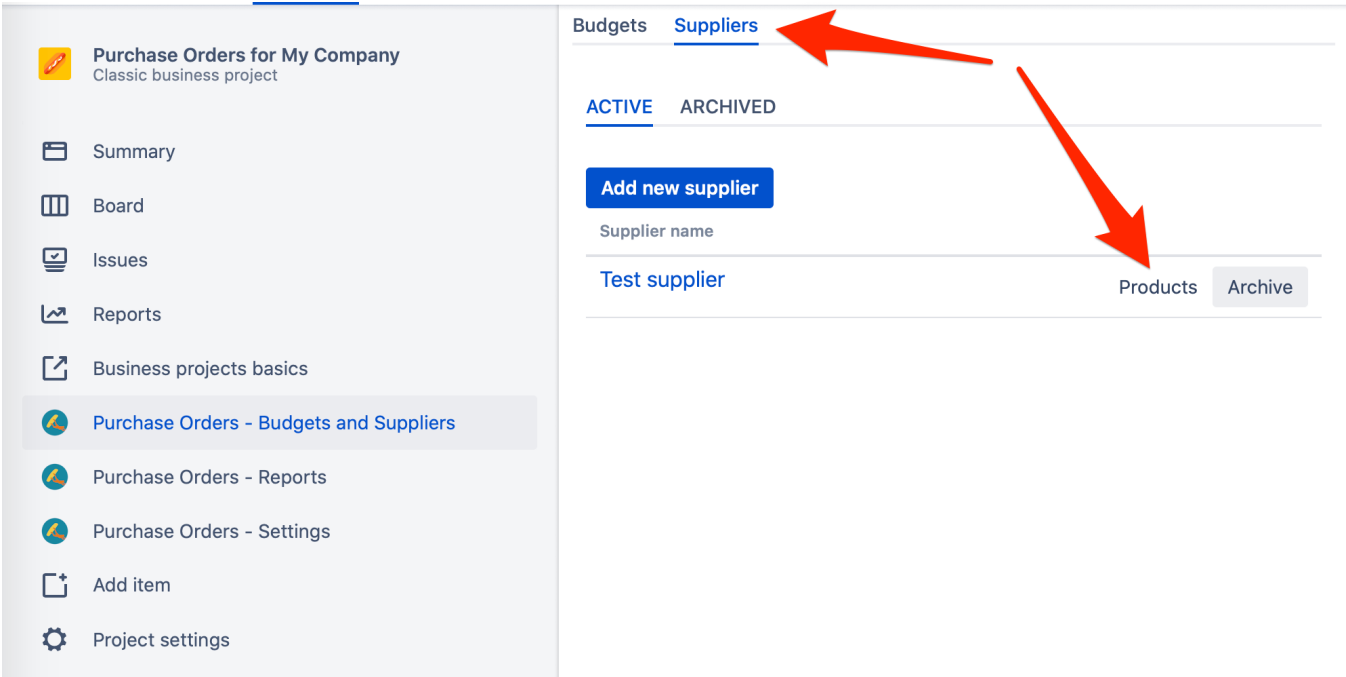 Purchase Orders for My Company
Classic business project
Summary
Board
Issues
Reports
Business projects basics
Purchase Orders - Budgets and Suppliers
Purchase Orders - Reports
Purchase Orders - Settings
Add item
Project settings
Budgets Suppliers
ACTIVE ARCHIVED
Add new supplier
Supplier name
Test supplier Products Archive